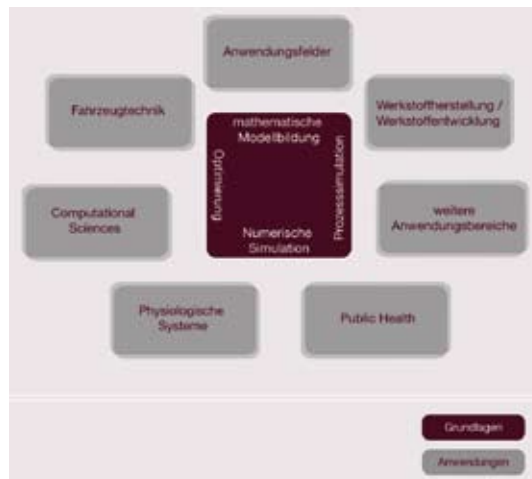 Anwendungsfelder
Fahrzeugtechnik
mathematische
Modellbildung
Werkstoffherstellung /
Werkstoffentwicklung
Optimierung
Prozesssimulation
Computational
Sciences
Numerische
Simulation
weitere
Anwendungsbereiche
Physiologische
Systeme
Public Health
Grundlagen
Anwendungen